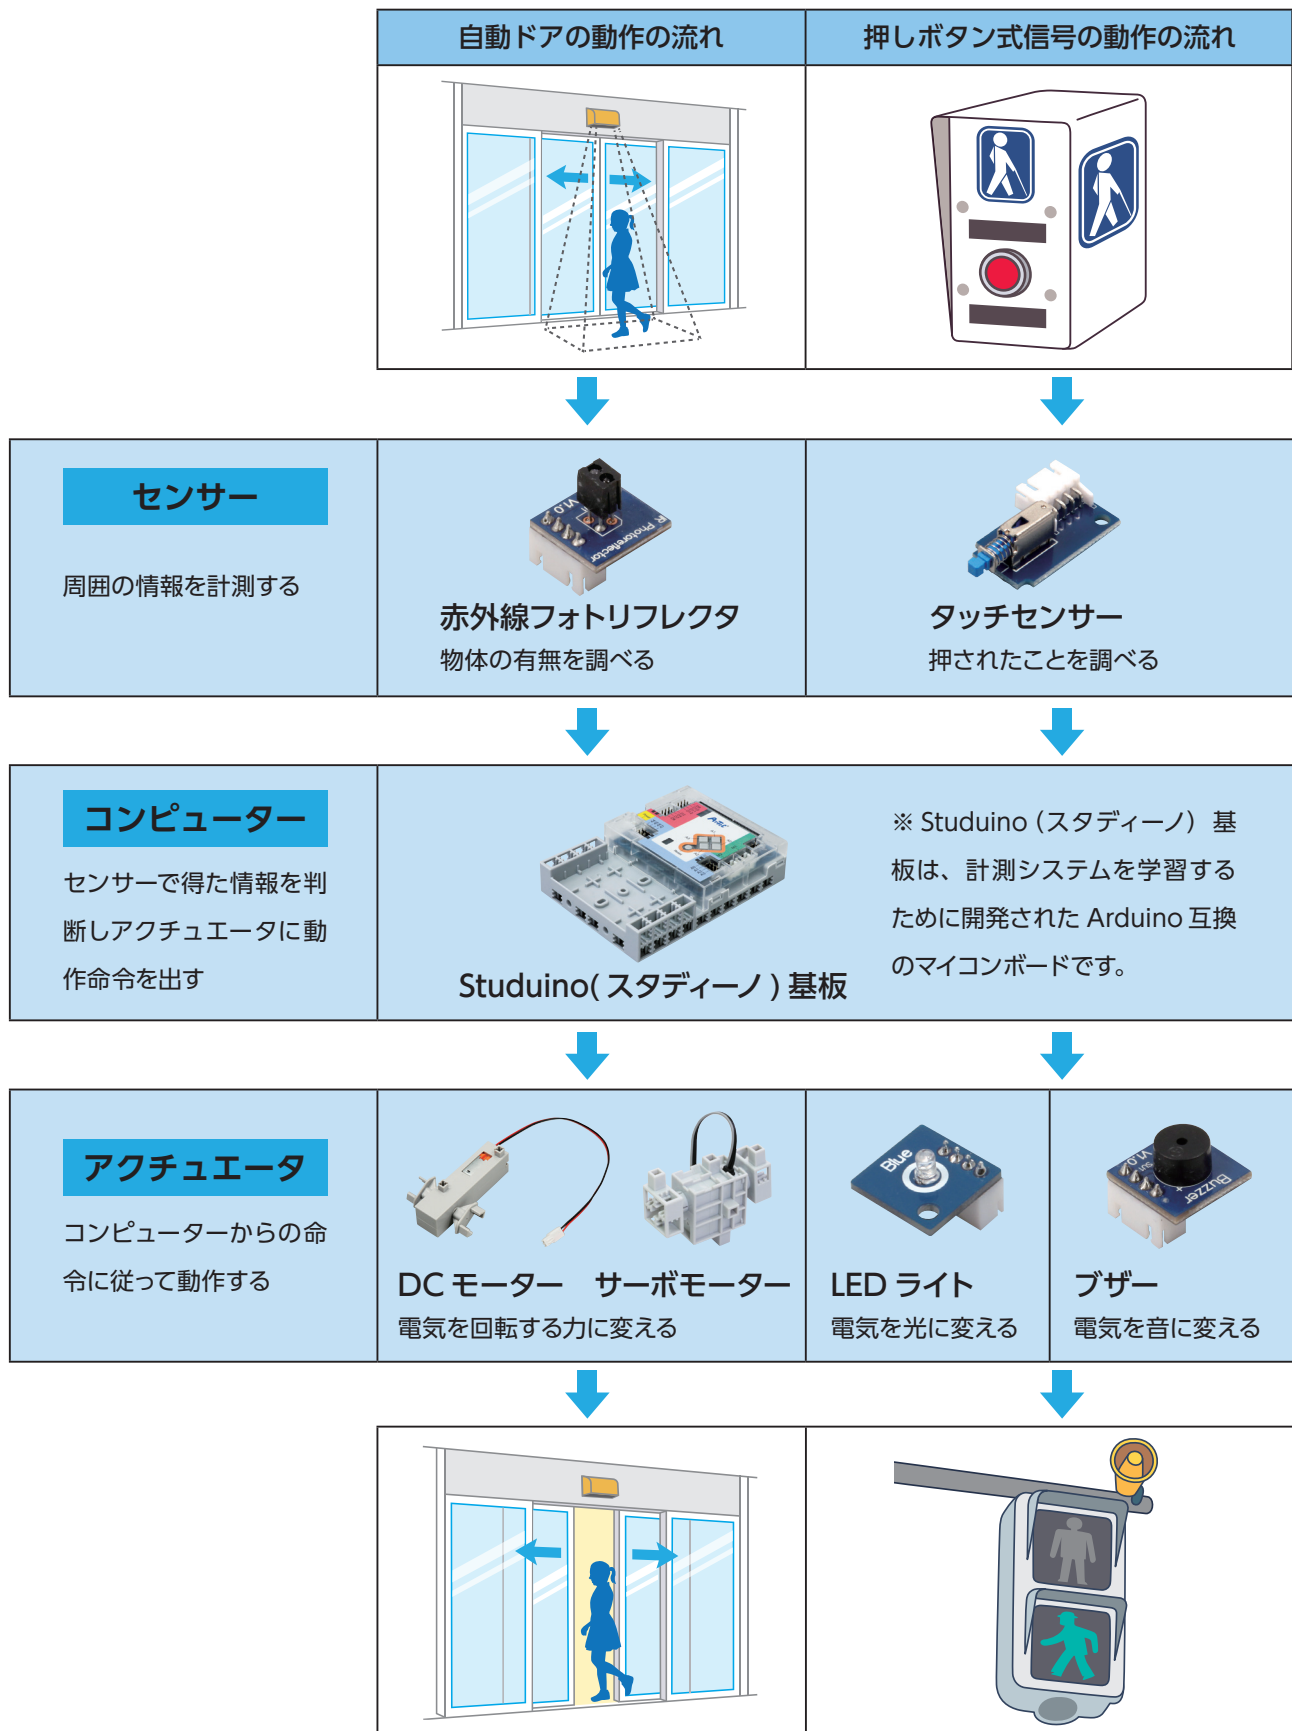 自動ドアの動作の流れ
押しボタン式信号の動作の流れ
センサー
周囲の情報を計測する
V1.0
IR Photoreflector
赤外線フォトリフレクタ
物体の有無を調べる
タッチセンサー
押されたことを調べる
コンピューター
センサーで得た情報を判
断しアクチュエータに動
作命令を出す
Studuino(スタディーノ)基板
※ Studuino（スタディーノ）基
板は、計測システムを学習する
ために開発された Arduino 互換
のマイコンボードです。
アクチュエータ
コンピューターからの命
令に従って動作する
DC モーター
サーボモーター
電気を回転する力に変える
Blue
LED ライト
電気を光に変える
V1.0
Buzzer
ブザー
電気を音に変える